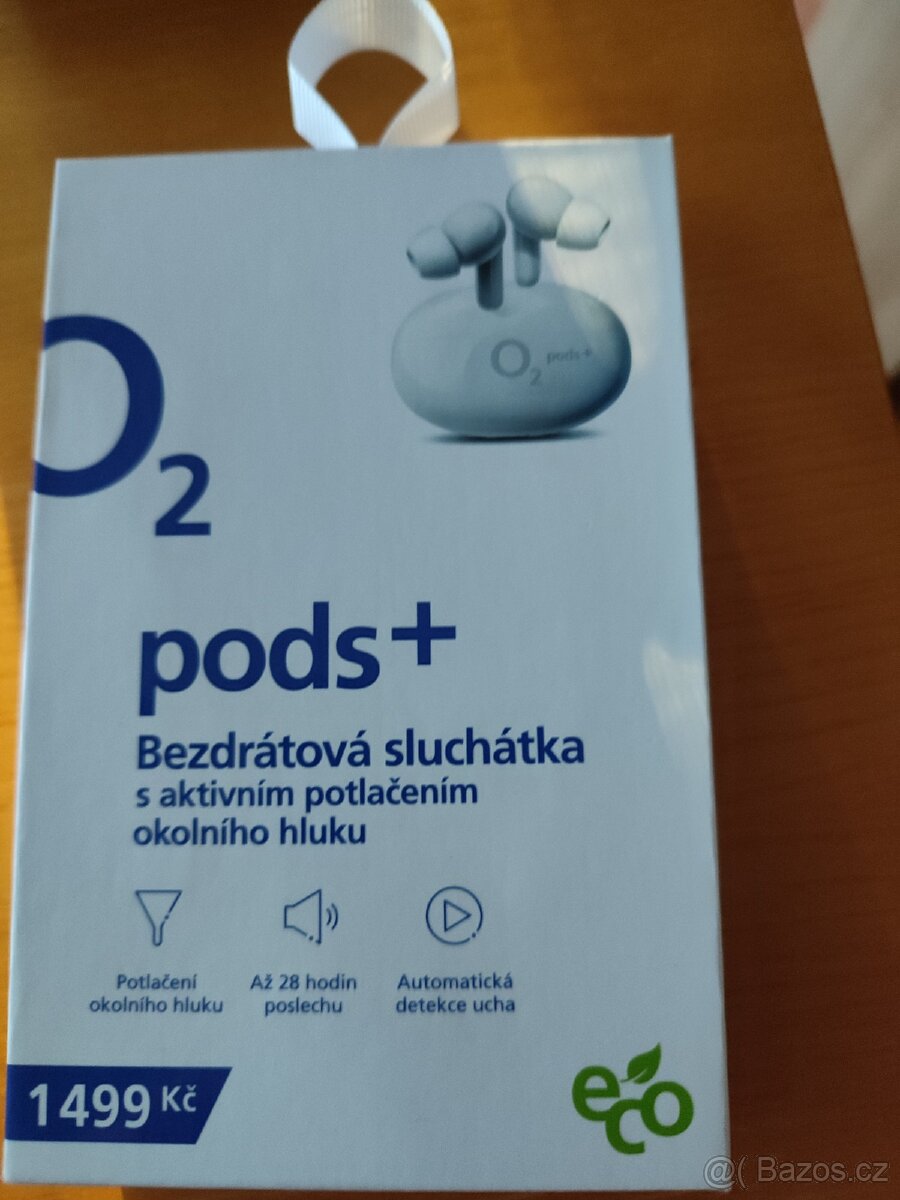 O2 pods+
O2
pods+
Bezdrátová sluchátka
s aktivním potlačením
okolního hluku
Potlačení
okolního hluku
Až 28 hodin
poslechu
Automatická
detekce ucha
1499 Kč
eco
@( Bazos.cz